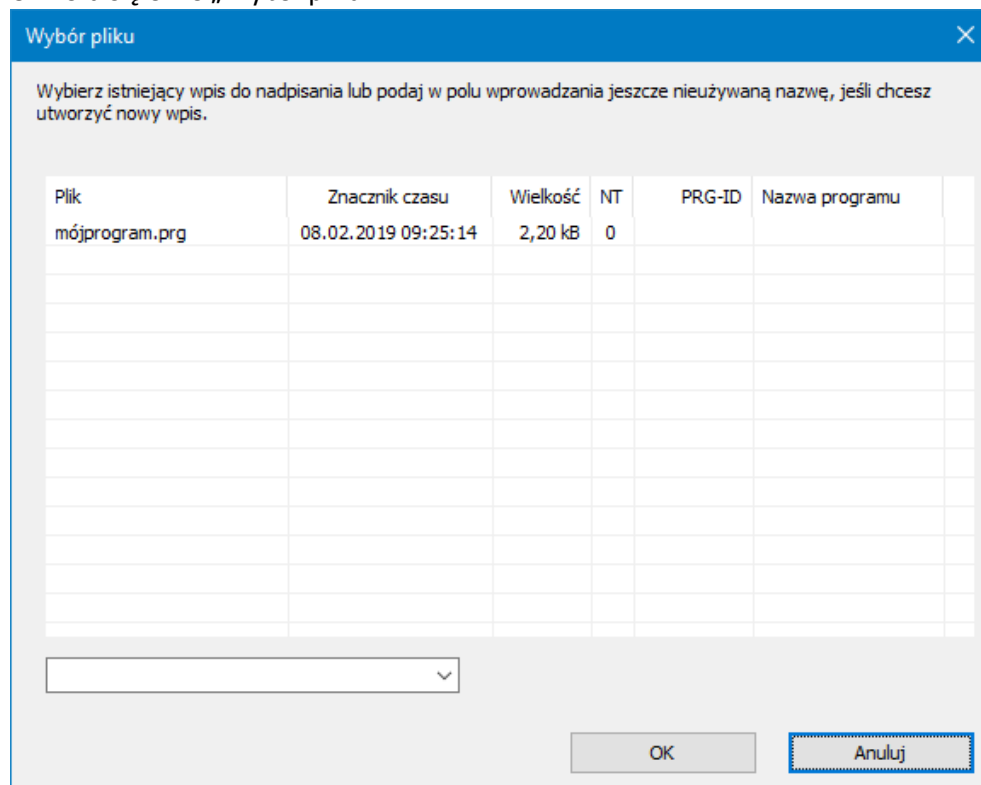 Wybór pliku
Wybierz istniejący wpis do nadpisania lub podaj w polu wprowadzania jeszcze nieużywaną nazwę, jeśli chcesz
utworzyć nowy wpis.
Plik Znacznik czasu Wielkość NT PRG-ID Nazwa programu
mójprogram.prg 08.02.2019 09:25:14 2,20 kB 0
OK Anuluj